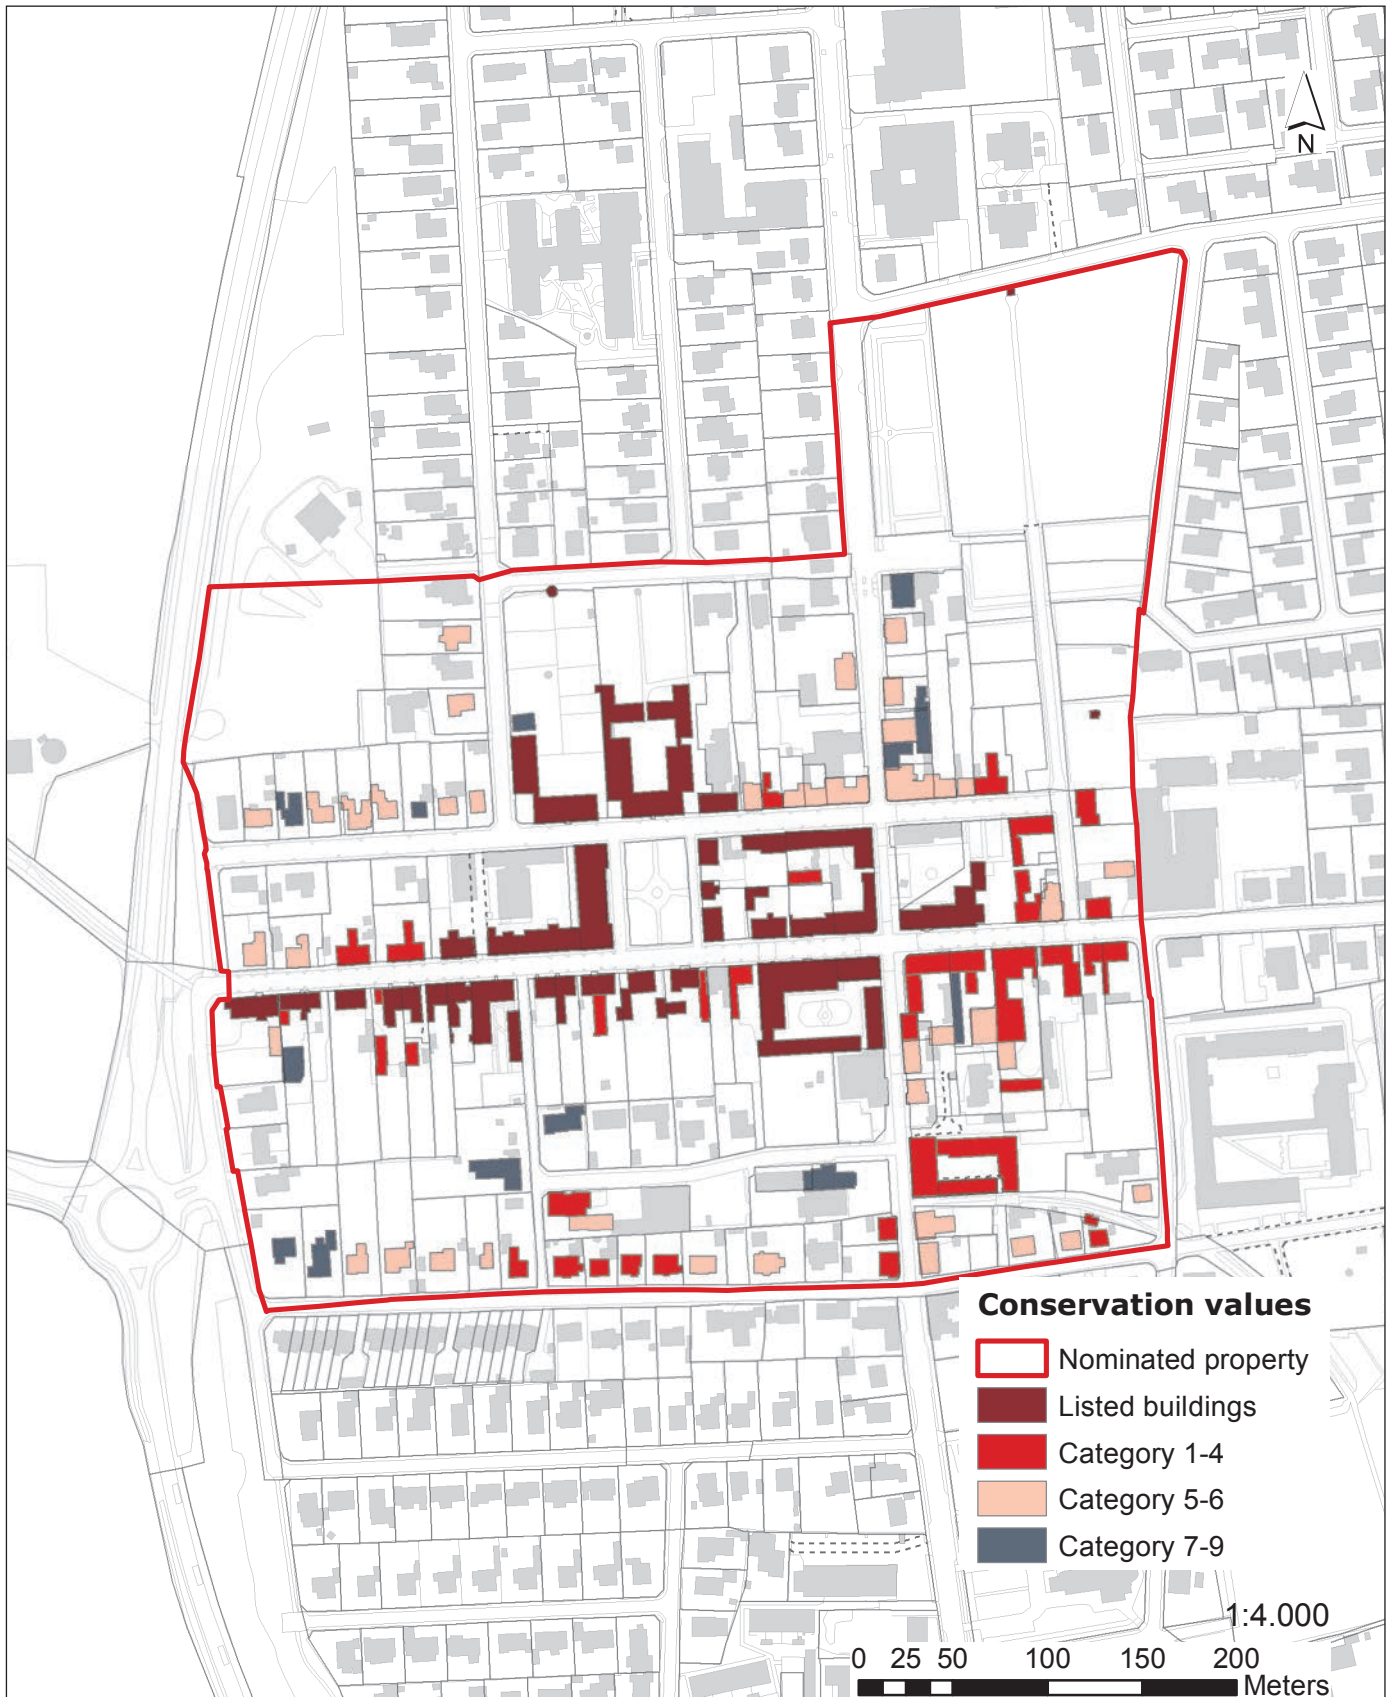 N
Conservation values
Nominated property
Listed buildings
Category 1-4
Category 5-6
Category 7-9
1:4.000
0 25 50 100 150 200
Meters